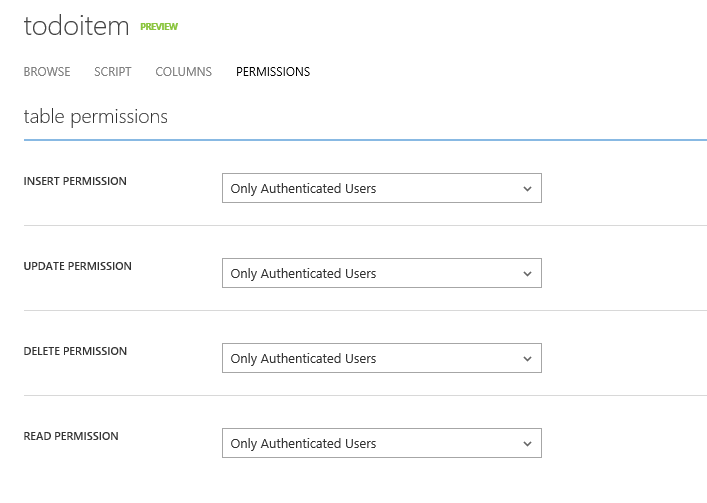 todoitem PREVIEW
BROWSE SCRIPT COLUMNS PERMISSIONS
table permissions
INSERT PERMISSION Only Authenticated Users
UPDATE PERMISSION Only Authenticated Users
DELETE PERMISSION Only Authenticated Users
READ PERMISSION Only Authenticated Users